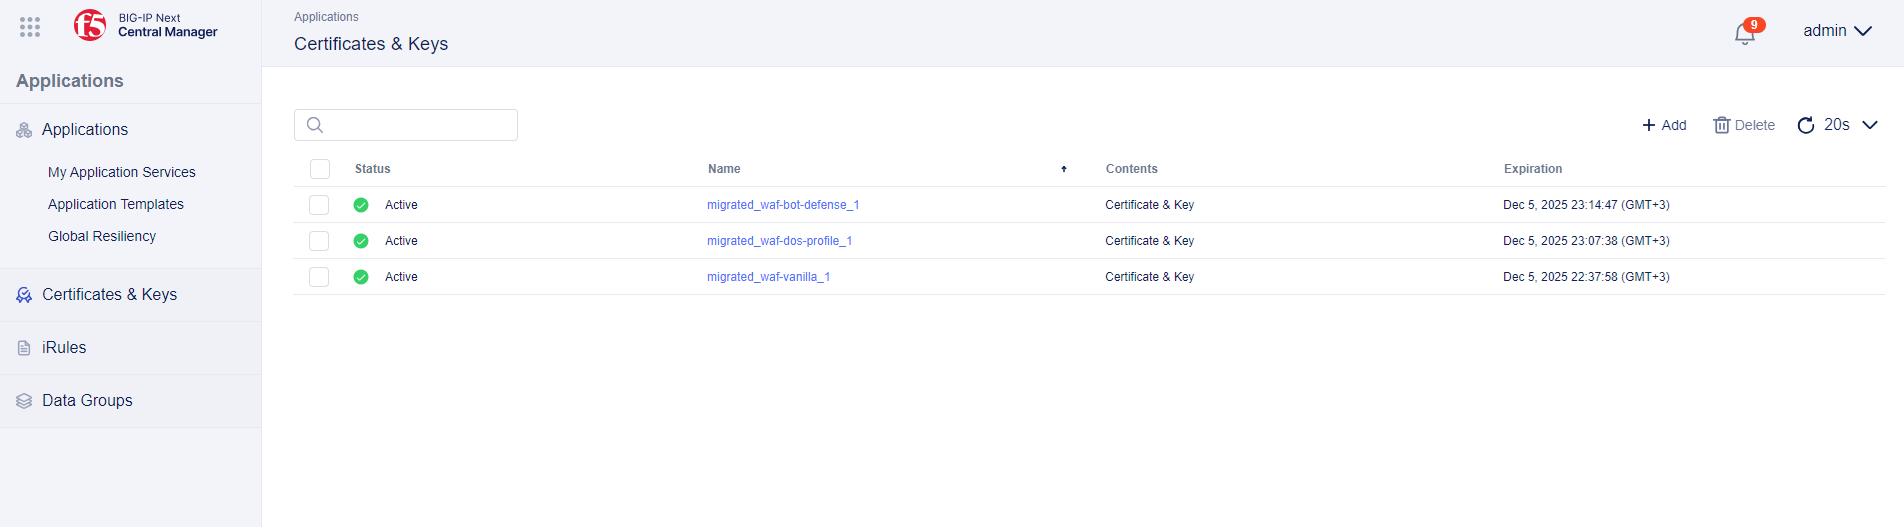 f5
BIG-IP Next
Central Manager
Applications
Applications
My Application Services
Application Templates
Global Resiliency
Certificates & Keys
iRules
Data Groups
Applications
Certificates & Keys
9
admin
Add
Delete
20s
Status Name Contents Expiration
Active migrated_waf-bot-defense_1 Certificate & Key Dec 5, 2025 23:14:47 (GMT+3)
Active migrated_waf-dos-profile_1 Certificate & Key Dec 5, 2025 23:07:38 (GMT+3)
Active migrated_waf-vanilla_1 Certificate & Key Dec 5, 2025 22:37:58 (GMT+3)